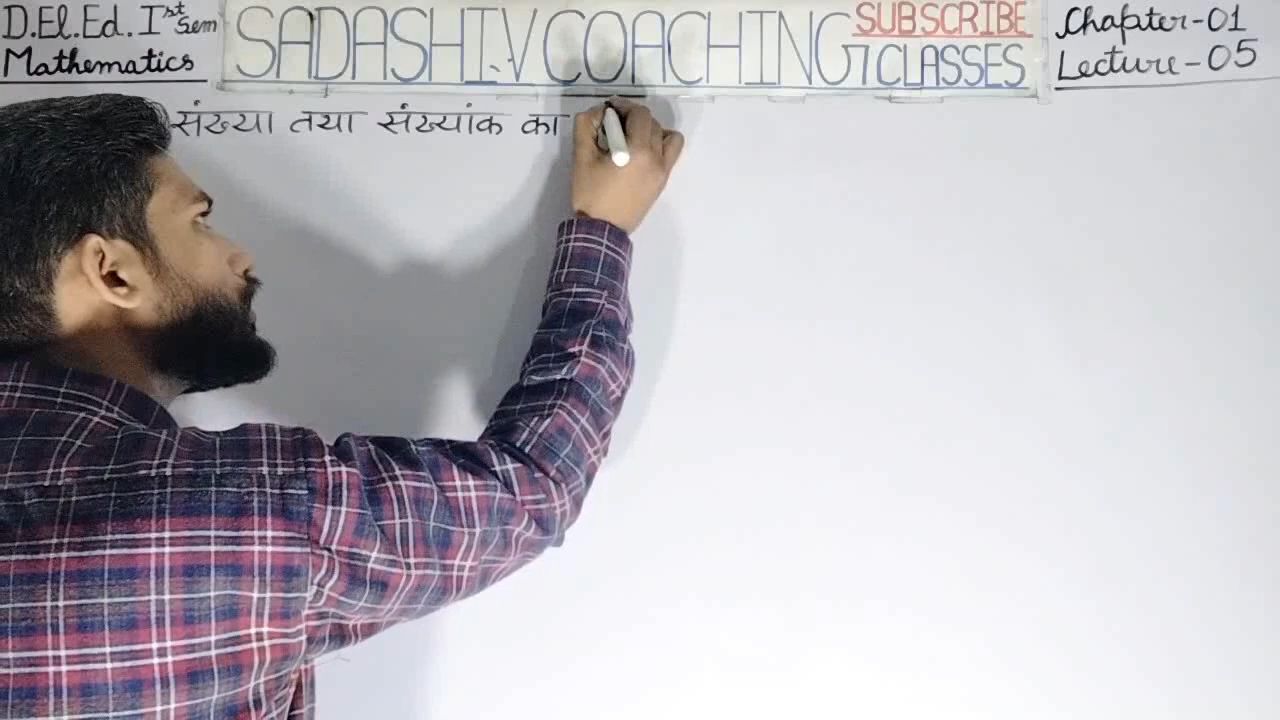 D.El.Ed. Ist Sem
Mathematics
SADASHIV COACHING CLASSES
SUBSCRIBE
Chapter-01
Lecture-05
संख्या तथा संख्यांक का